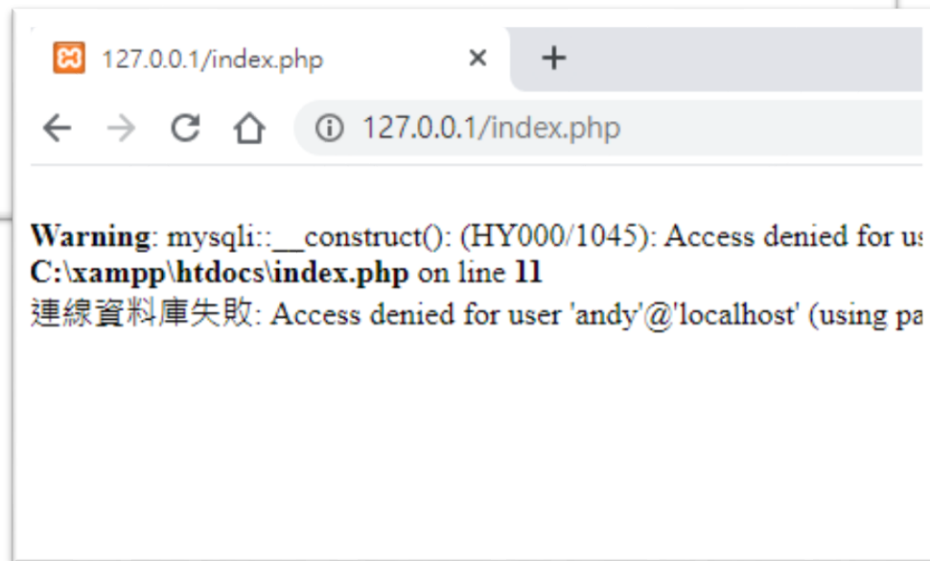 127.0.0.1/index.php
127.0.0.1/index.php
Warning: mysqli::__construct(): (HY000/1045): Access denied for
C:\xampp\htdocs\index.php on line 11
連線資料庫失敗: Access denied for user 'andy'@'localhost' (using